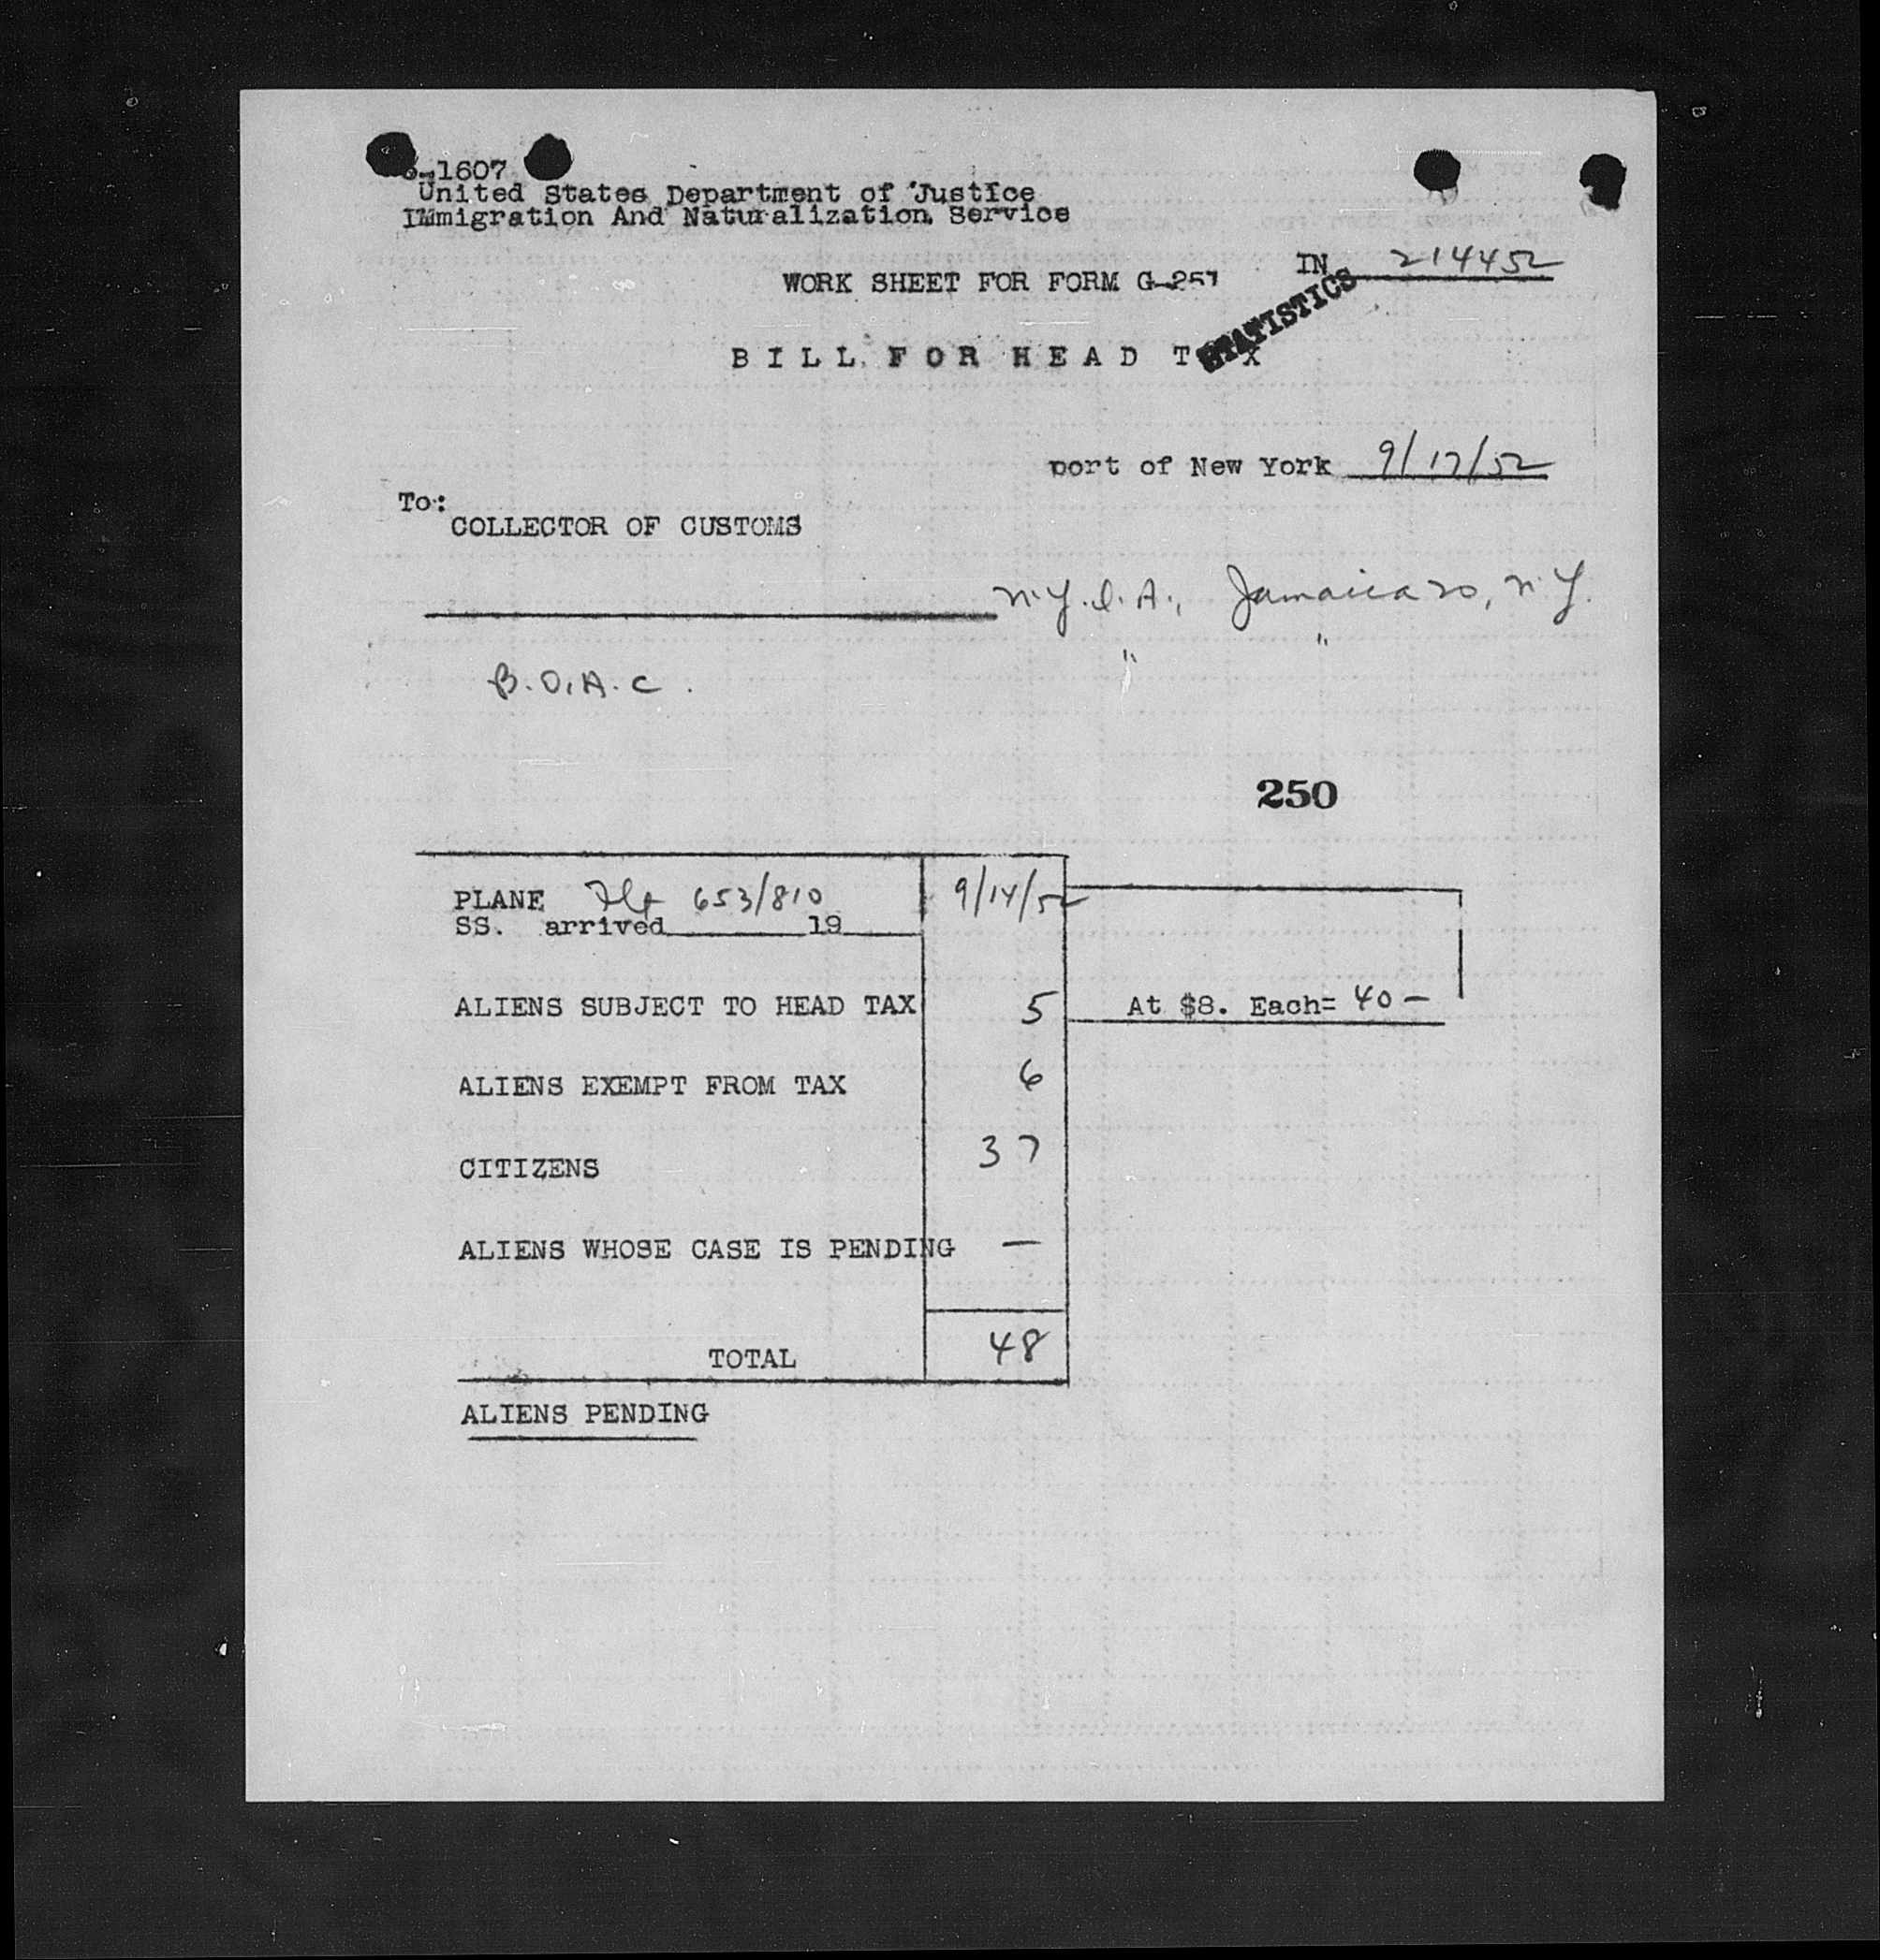 -1607
United States Department of Justice
IMmigration And Naturalization Service
IN 214452
WORK SHEET FOR FORM G-257
STATISTICS
BILL FOR HEAD TAX
port of New York 9/17/52
To:
COLLECTOR OF CUSTOMS
N.Y.I.A., Jamaica 30, N.Y.
" "
B.O.A.C.
250
PLANE Flt 653/810 9/14/52
SS. arrived 19
ALIENS SUBJECT TO HEAD TAX 5 At $8. Each= 40 —
ALIENS EXEMPT FROM TAX 6
CITIZENS 37
ALIENS WHOSE CASE IS PENDING —
TOTAL 48
ALIENS PENDING